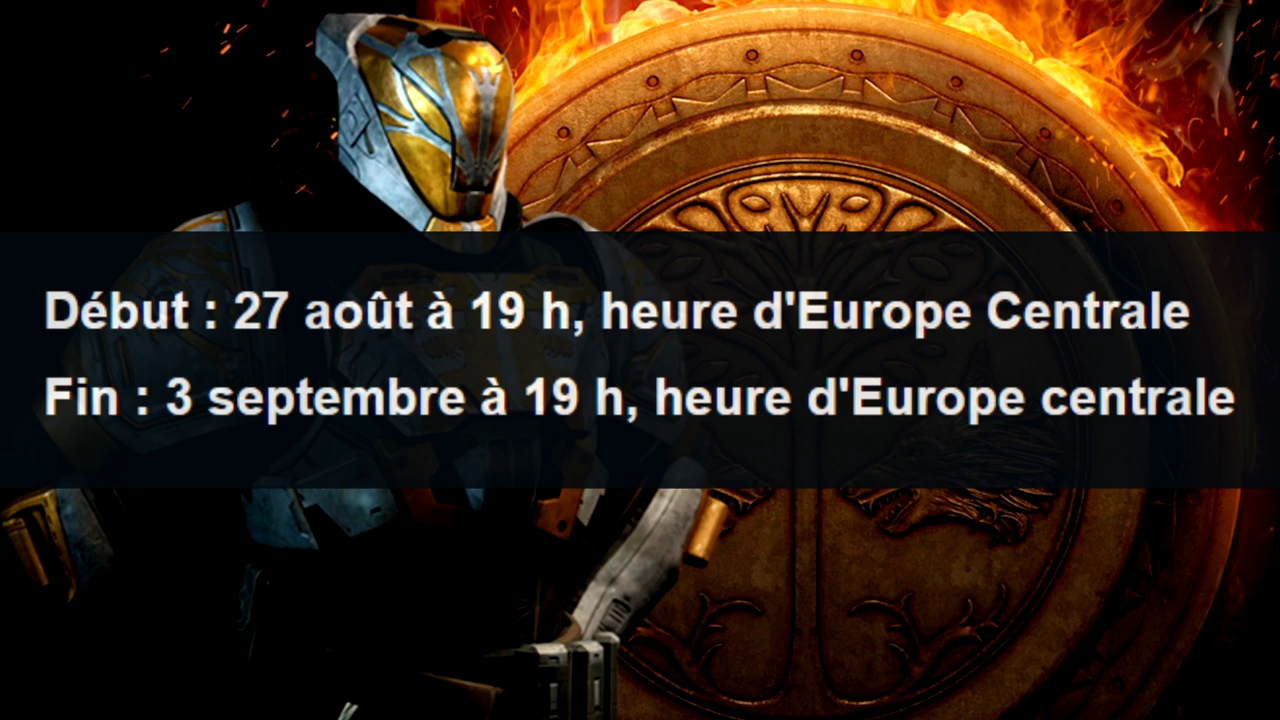 Début : 27 août à 19 h, heure d'Europe Centrale
Fin : 3 septembre à 19 h, heure d'Europe centrale